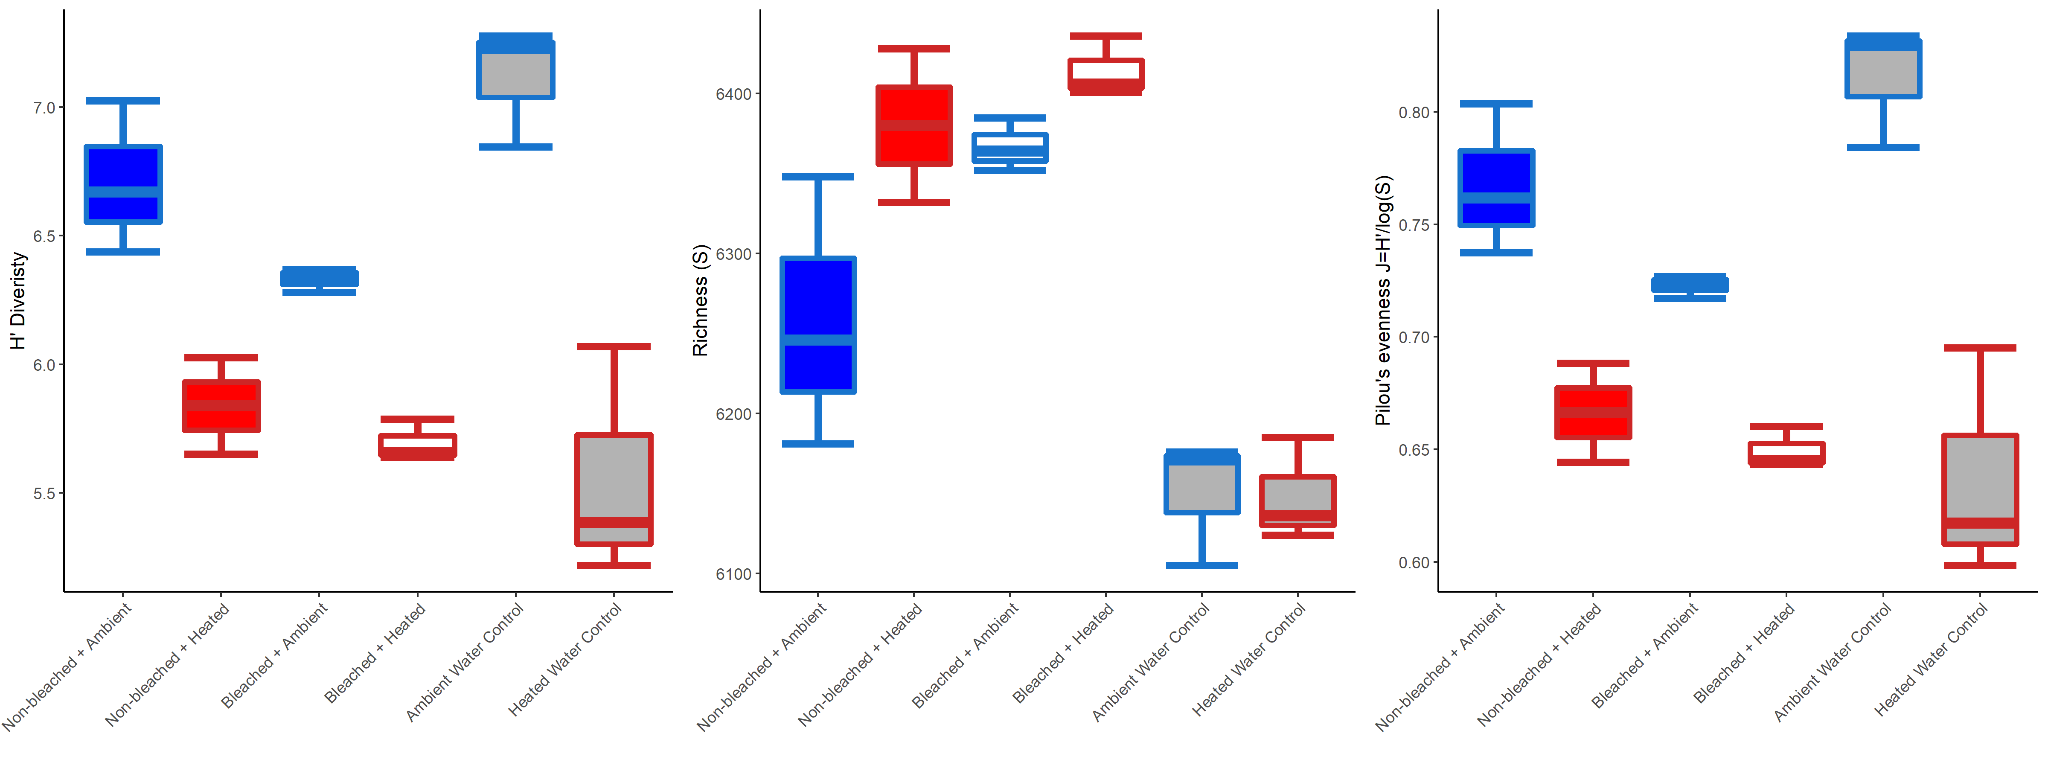 H' Diveristy
7.0
6.5
6.0
5.5
Non-bleached + Ambient
Non-bleached + Heated
Bleached + Ambient
Bleached + Heated
Ambient Water Control
Heated Water Control
Richness (S)
6400
6300
6200
6100
Non-bleached + Ambient
Non-bleached + Heated
Bleached + Ambient
Bleached + Heated
Ambient Water Control
Heated Water Control
Pilou's evenness J=H'/log(S)
0.80
0.75
0.70
0.65
0.60
Non-bleached + Ambient
Non-bleached + Heated
Bleached + Ambient
Bleached + Heated
Ambient Water Control
Heated Water Control